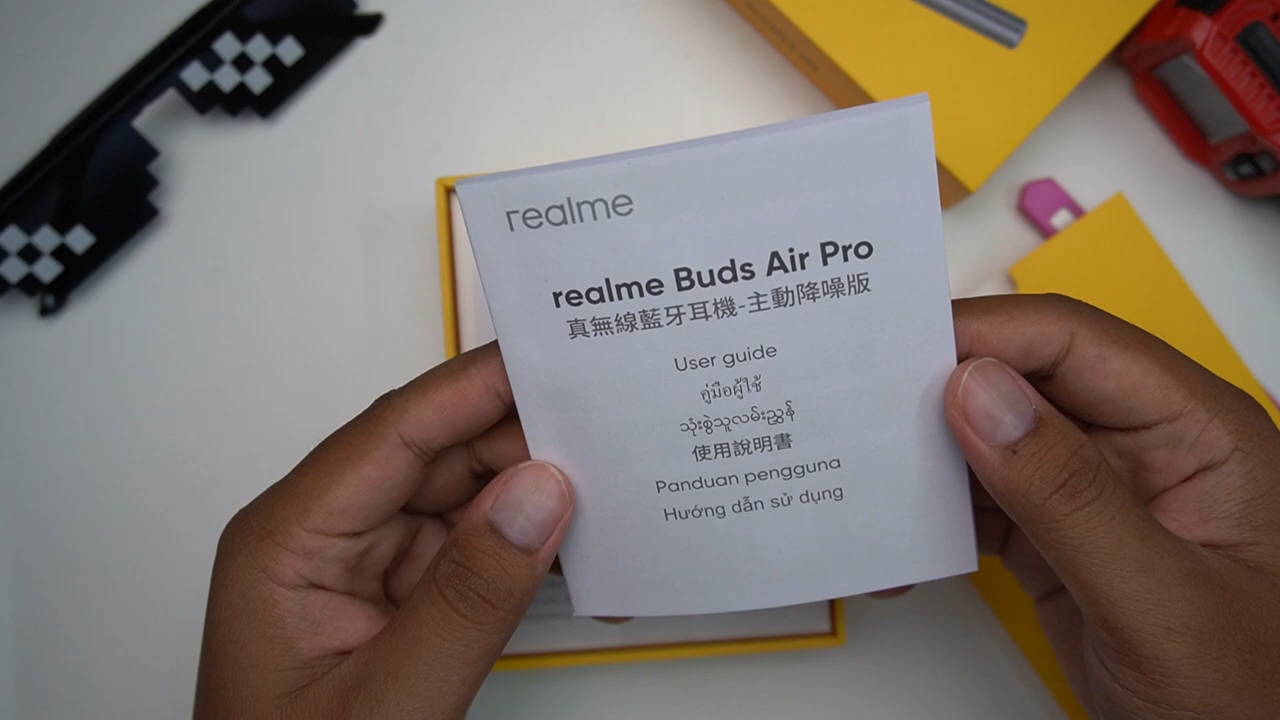 realme
realme Buds Air Pro
真無線藍牙耳機-主動降噪版
User guide
คู่มือผู้ใช้
သုံးစွဲသူလမ်းညွှန်
使用說明書
Panduan pengguna
Hướng dẫn sử dụng